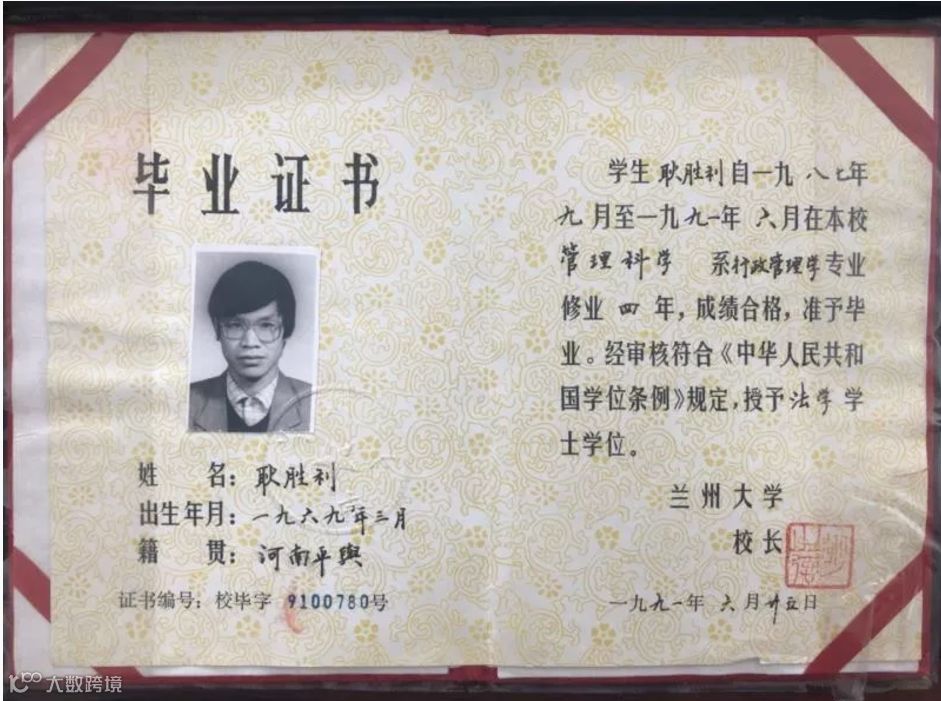 毕业证书
姓 名：耿胜利
出生年月：一九六九年三月
籍 贯：河南平舆
证书编号：校毕字 9100780号
学生耿胜利自一九八七年
九月至一九九一年六月在本校
管理科学 系行政管理学专业
修业四年，成绩合格，准予毕
业。经审核符合《中华人民共和
国学位条例》规定，授予法学学
士学位。
兰州大学
校长
一九九一年六月廿五日
大数跨境